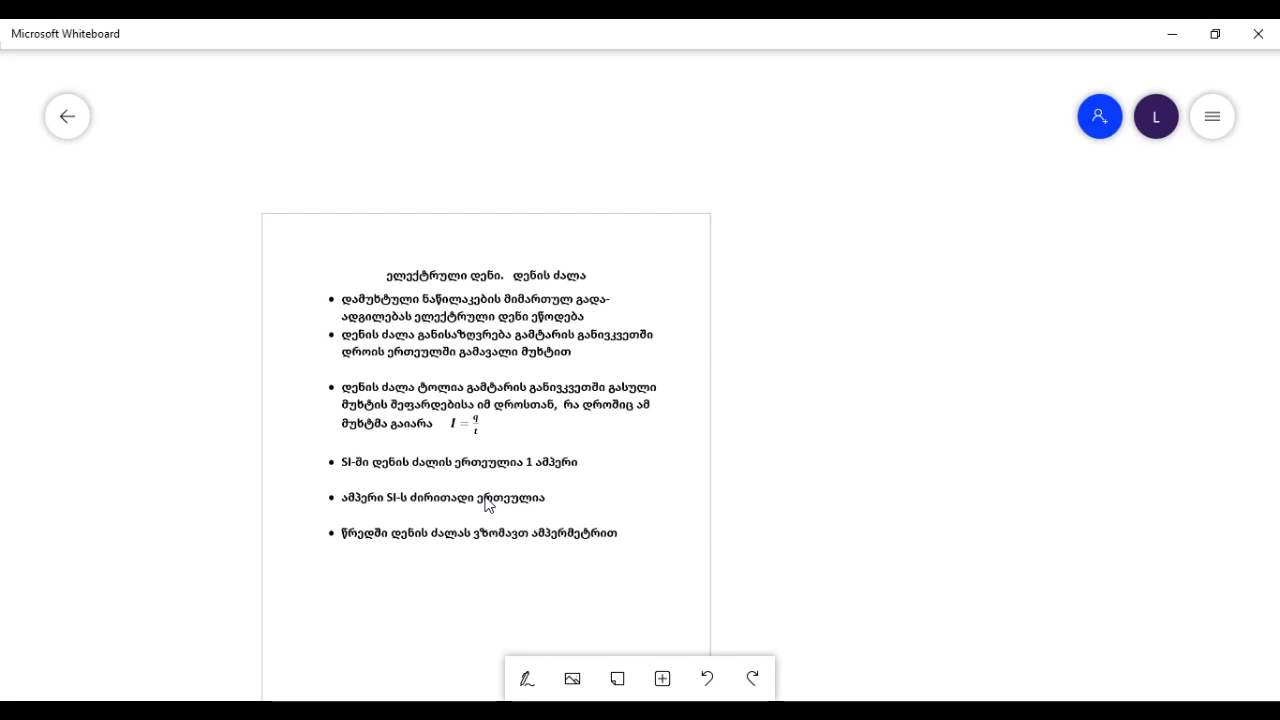 Microsoft Whiteboard
L
ელექტრული დენი.   დენის ძალა
• დამუხტული ნაწილაკების მიმართულ გადა-
ადგილებას ელექტრული დენი ეწოდება
• დენის ძალა განისაზღვრება გამტარის განივკვეთში
დროის ერთეულში გამავალი მუხტით
• დენის ძალა ტოლია გამტარის განივკვეთში გასული
მუხტის შეფარდებისა იმ დროსთან,  რა დროშიც ამ
მუხტმა გაიარა    I = q/t
• SI-ში დენის ძალის ერთეულია 1 ამპერი
• ამპერი SI-ს ძირითადი ერთეულია
• წრედში დენის ძალას ვზომავთ ამპერმეტრით